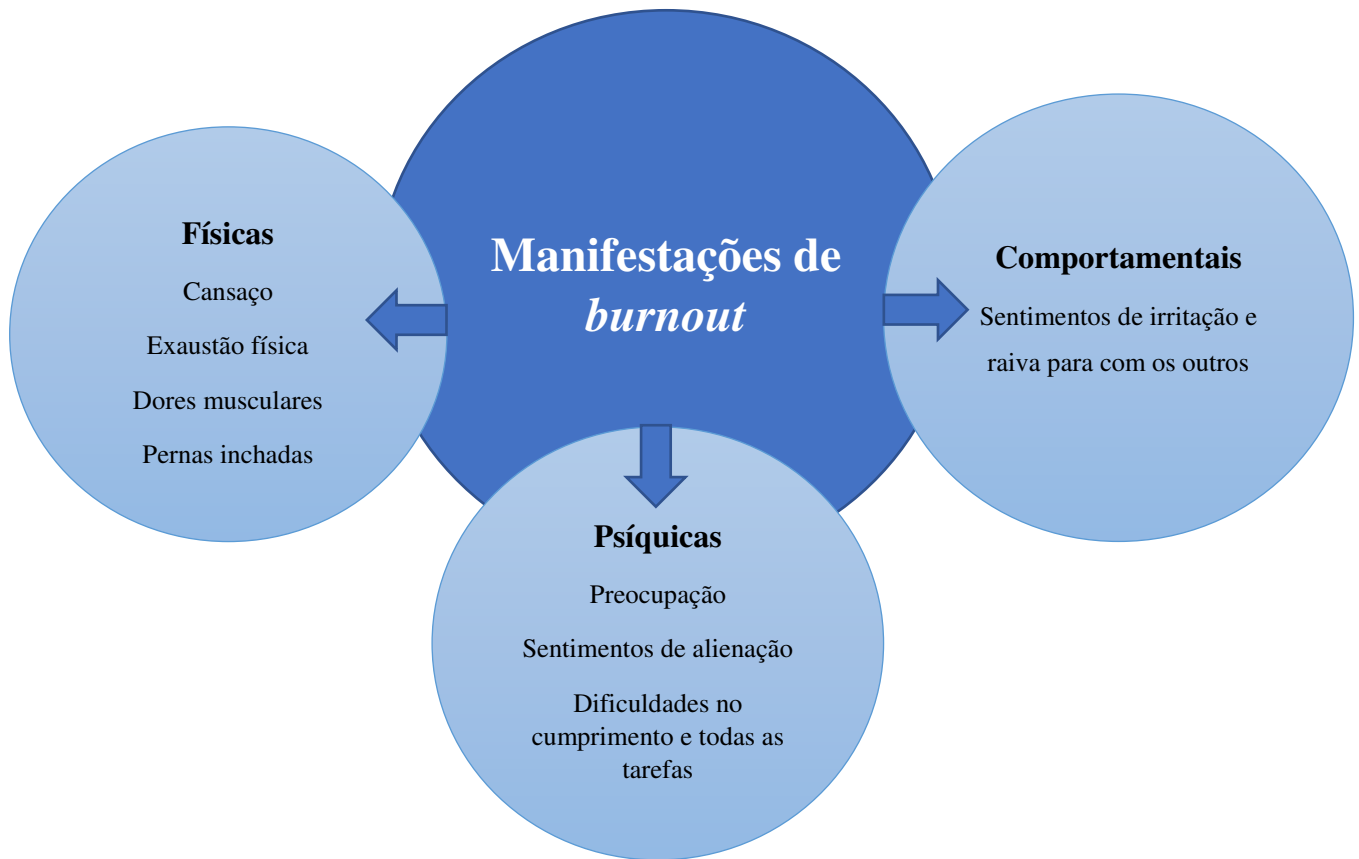 Manifestações de
burnout
Físicas
Cansaço
Exaustão física
Dores musculares
Pernas inchadas
Psíquicas
Preocupação
Sentimentos de alienação
Dificuldades no
cumprimento e todas as
tarefas
Comportamentais
Sentimentos de irritação e
raiva para com os outros